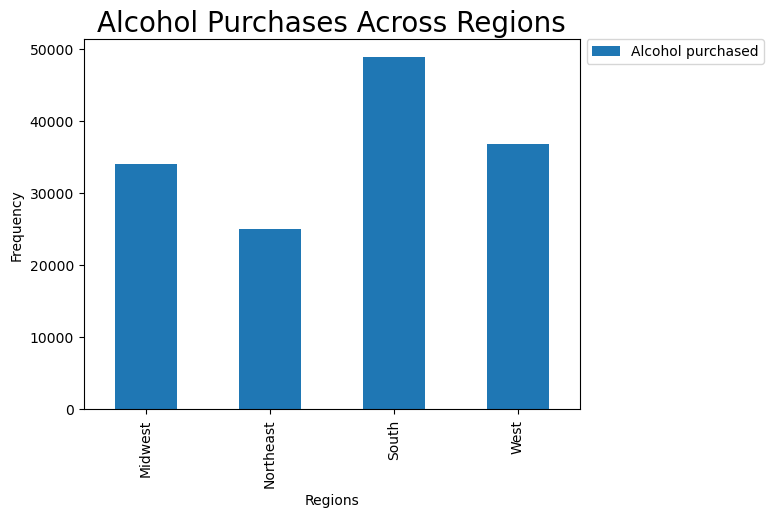 Alcohol Purchases Across Regions
Alcohol purchased
50000
40000
30000
20000
10000
0
Frequency
Midwest
Northeast
South
West
Regions